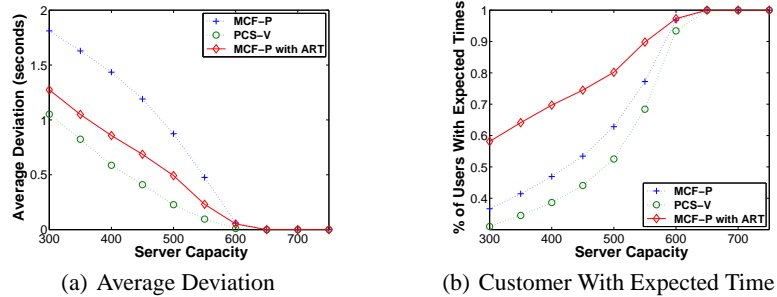 2
1.5
1
0.5
0
300 400 500 600 700
Average Deviation (seconds)
Server Capacity
MCF-P
PCS-V
MCF-P with ART
(a) Average Deviation
1
0.9
0.8
0.7
0.6
0.5
0.4
300 400 500 600 700
% of Users With Expected Times
Server Capacity
MCF-P
PCS-V
MCF-P with ART
(b) Customer With Expected Time